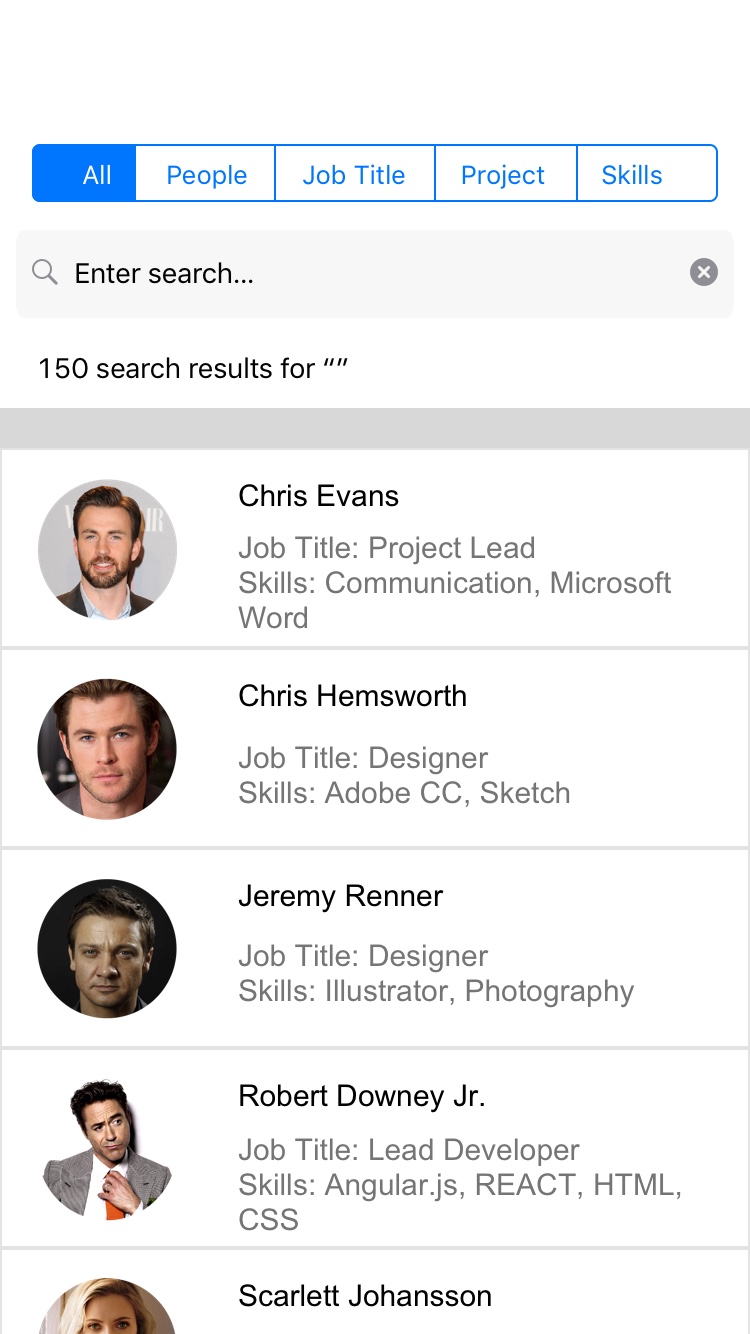 All People Job Title Project Skills
Enter search...
150 search results for “”
Chris Evans
Job Title: Project Lead
Skills: Communication, Microsoft
Word
Chris Hemsworth
Job Title: Designer
Skills: Adobe CC, Sketch
Jeremy Renner
Job Title: Designer
Skills: Illustrator, Photography
Robert Downey Jr.
Job Title: Lead Developer
Skills: Angular.js, REACT, HTML,
CSS
Scarlett Johansson